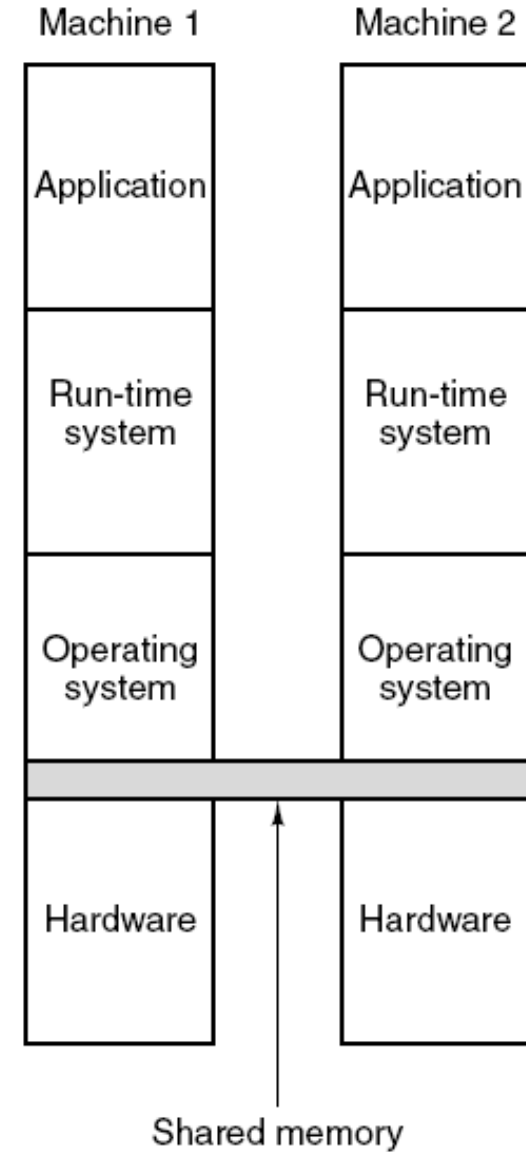 Machine 1
Machine 2
Application
Application
Run-time
system
Run-time
system
Operating
system
Operating
system
Hardware
Hardware
Shared memory